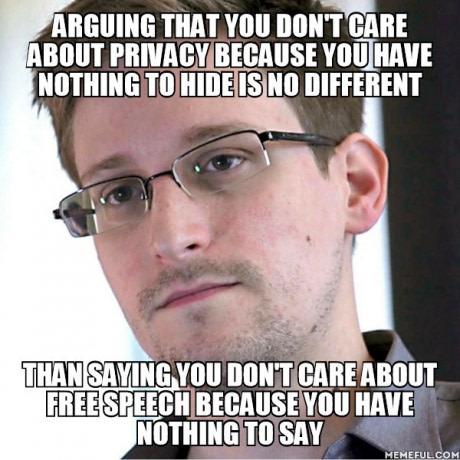 ARGUING THAT YOU DON'T CARE
ABOUT PRIVACY BECAUSE YOU HAVE
NOTHING TO HIDE IS NO DIFFERENT
THAN SAYING YOU DON'T CARE ABOUT
FREE SPEECH BECAUSE YOU HAVE
NOTHING TO SAY
MEMEFUL.COM